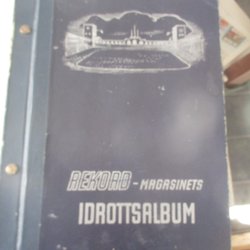 REKORD - MAGASINETS
IDROTTSALBUM